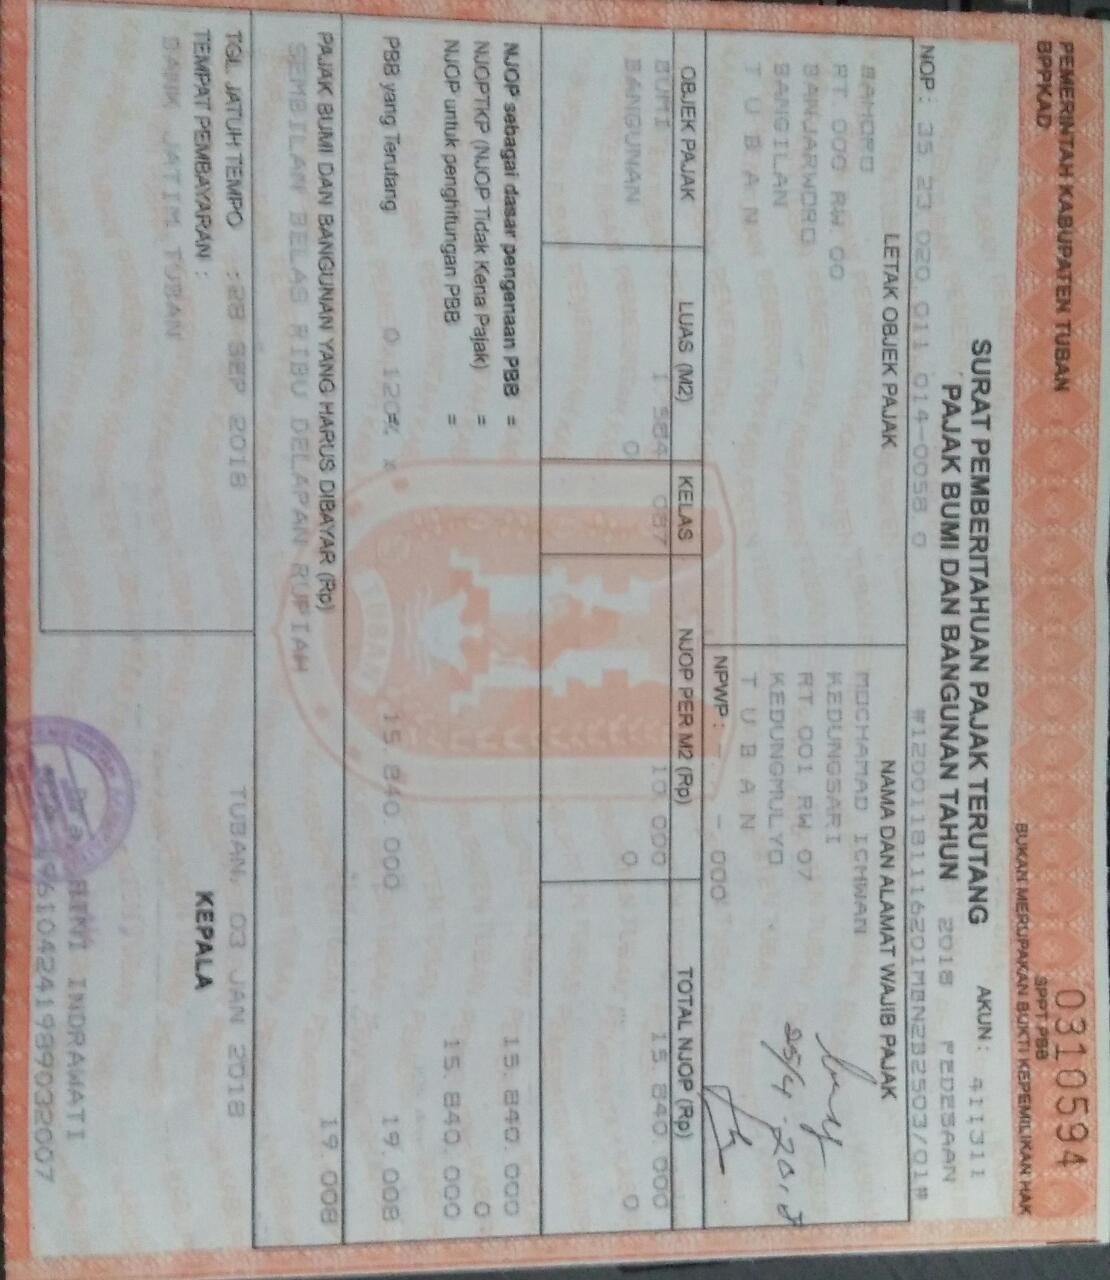 03105594
PEMERINTAH KABUPATEN TUBAN
BPPKAD
SPPT PBB
BUKAN MERUPAKAN BUKTI KEPEMILIKAN HAK
SURAT PEMBERITAHUAN PAJAK TERUTANG AKUN : 411311
PAJAK BUMI DAN BANGUNAN TAHUN 2018 PEDESAAN
NOP : 35 23 020 011 014-0058 0 #12001181116201MBN2B2503/01#
LETAK OBJEK PAJAK NAMA DAN ALAMAT WAJIB PAJAK
BAHORO MOCHAMAD ICHWAN
RT 000 RW 00 KEDUNGSARI
BANJARWORO RT 001 RW 07
BANGILAN KEDUNGMULYO
T U B A N T U B A N
25/4.2018
NPWP : - - 000
OBJEK PAJAK LUAS (M2) KELAS NJOP PER M2 (Rp) TOTAL NJOP (Rp)
BUMI 1 584 087 10 000 15. 840 000
BANGUNAN 0 0 0
NJOP sebagai dasar pengenaan PBB = 15. 840. 000
NJOPTKP (NJOP Tidak Kena Pajak) = 0
NJOP untuk penghitungan PBB = 15. 840. 000
PBB yang Terutang 0. 120% x 15. 840. 000 19. 008
PAJAK BUMI DAN BANGUNAN YANG HARUS DIBAYAR (Rp) 19. 008
SEMBILAN BELAS RIBU DELAPAN RUPIAH
TGL. JATUH TEMPO : 28 SEP 2018 TUBAN, 03 JAN 2018
TEMPAT PEMBAYARAN : KEPALA
BANK JATIM TUBAN
INDRAWATI
196104241989032007
TUBAN